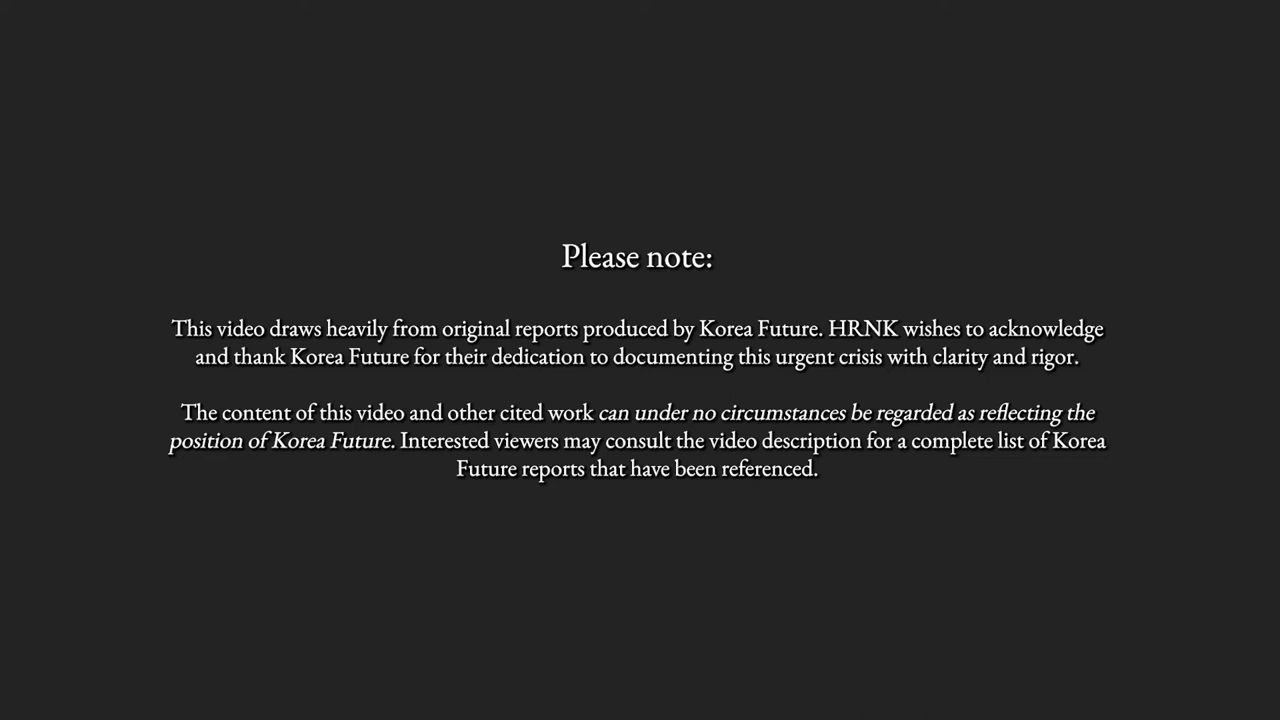 Please note:
This video draws heavily from original reports produced by Korea Future. HRNK wishes to acknowledge
and thank Korea Future for their dedication to documenting this urgent crisis with clarity and rigor.
The content of this video and other cited work can under no circumstances be regarded as reflecting the
position of Korea Future. Interested viewers may consult the video description for a complete list of Korea
Future reports that have been referenced.